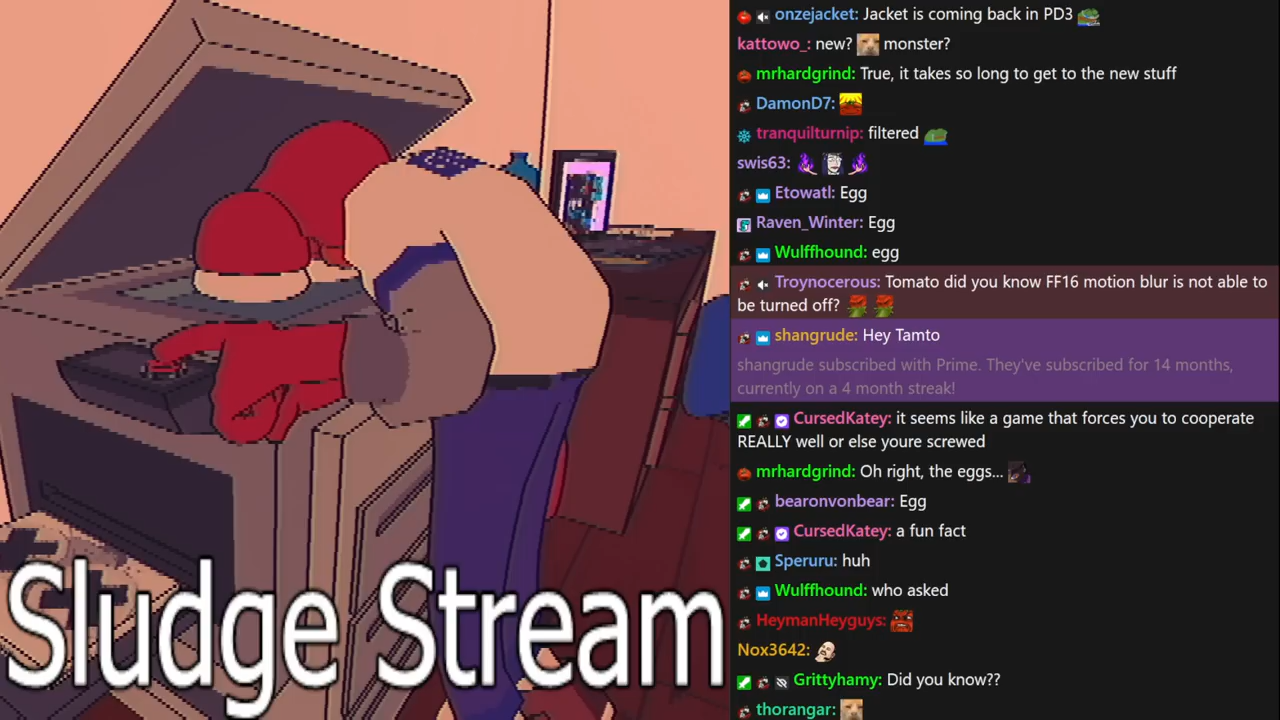 onzejacket: Jacket is coming back in PD3
kattowo_: new? monster?
mrhardgrind: True, it takes so long to get to the new stuff
DamonD7:
tranquilturnip: filtered
swis63:
Etowatl: Egg
Raven_Winter: Egg
Wulffhound: egg
Troynocerous: Tomato did you know FF16 motion blur is not able to
be turned off?
shangrude: Hey Tamto
shangrude subscribed with Prime. They've subscribed for 14 months,
currently on a 4 month streak!
CursedKatey: it seems like a game that forces you to cooperate
REALLY well or else youre screwed
mrhardgrind: Oh right, the eggs...
bearonvonbear: Egg
CursedKatey: a fun fact
Speruru: huh
Wulffhound: who asked
HeymanHeyguys:
Nox3642:
Grittyhamy: Did you know??
thorangar:
Sludge Stream